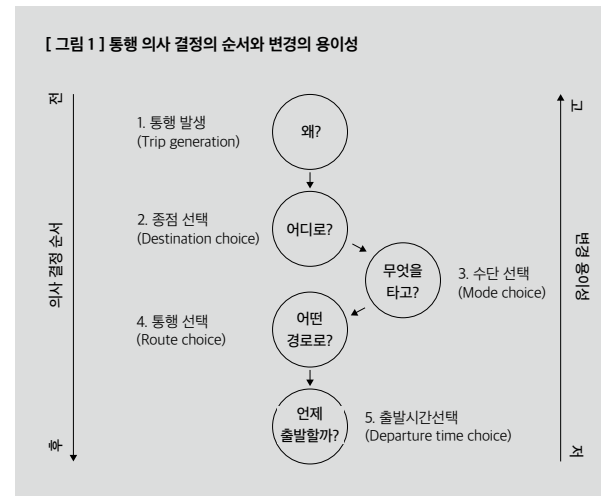 [ 그림 1 ] 통행 의사 결정의 순서와 변경의 용이성
전
고
1. 통행 발생
(Trip generation)
왜?
2. 종점 선택
(Destination choice)
어디로?
의사 결정 순서
변경 용이성
무엇을
타고?
3. 수단 선택
(Mode choice)
4. 통행 선택
(Route choice)
어떤
경로로?
언제
출발할까?
5. 출발시간선택
(Departure time choice)
후
저